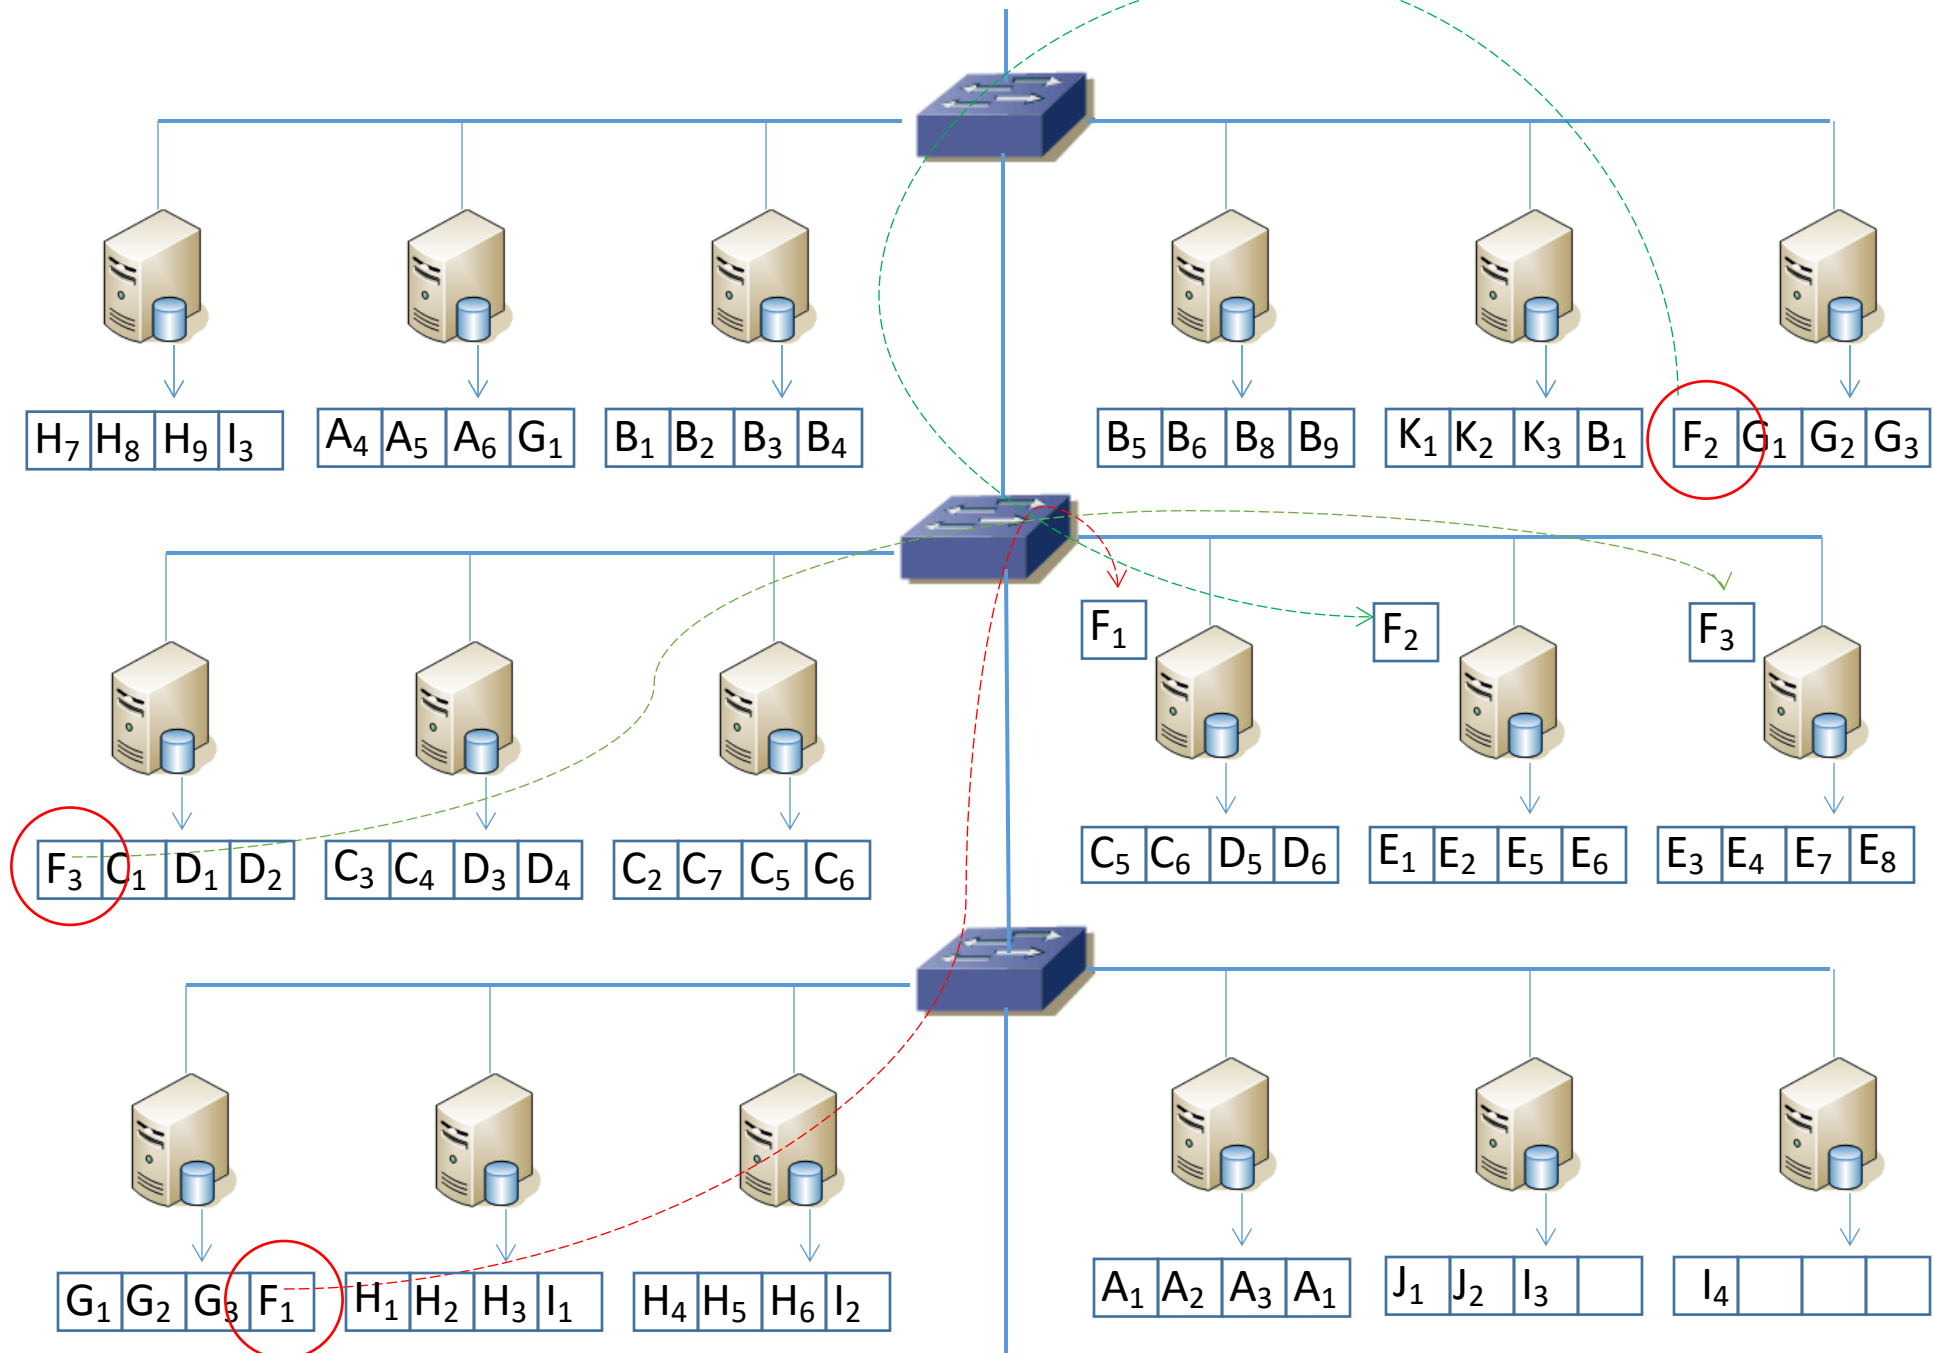 H₇ H₈ H₉ I₃
A₄ A₅ A₆ G₁
B₁ B₂ B₃ B₄
B₅ B₆ B₈ B₉
K₁ K₂ K₃ B₁
F₂ G₁ G₂ G₃
F₁
F₂
F₃
F₃ C₁ D₁ D₂
C₃ C₄ D₃ D₄
C₂ C₇ C₅ C₆
C₅ C₆ D₅ D₆
E₁ E₂ E₅ E₆
E₃ E₄ E₇ E₈
G₁ G₂ G₃ F₁
H₁ H₂ H₃ I₁
H₄ H₅ H₆ I₂
A₁ A₂ A₃ A₁
J₁ J₂ I₃
I₄